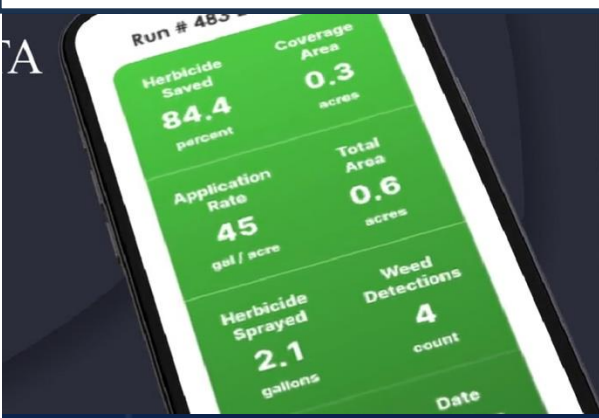 TA
Run # 483
Herbicide
Saved
84.4
percent
Coverage
Area
0.3
acres
Application
Rate
45
gal / acre
Total
Area
0.6
acres
Herbicide
Sprayed
2.1
gallons
Weed
Detections
4
count
Date